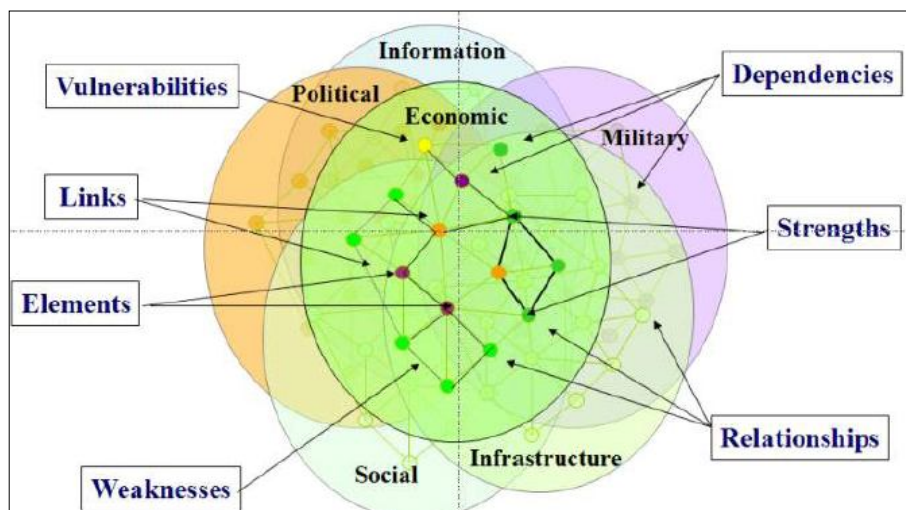 Information
Vulnerabilities
Dependencies
Political
Economic
Military
Links
Strengths
Elements
Relationships
Infrastructure
Social
Weaknesses